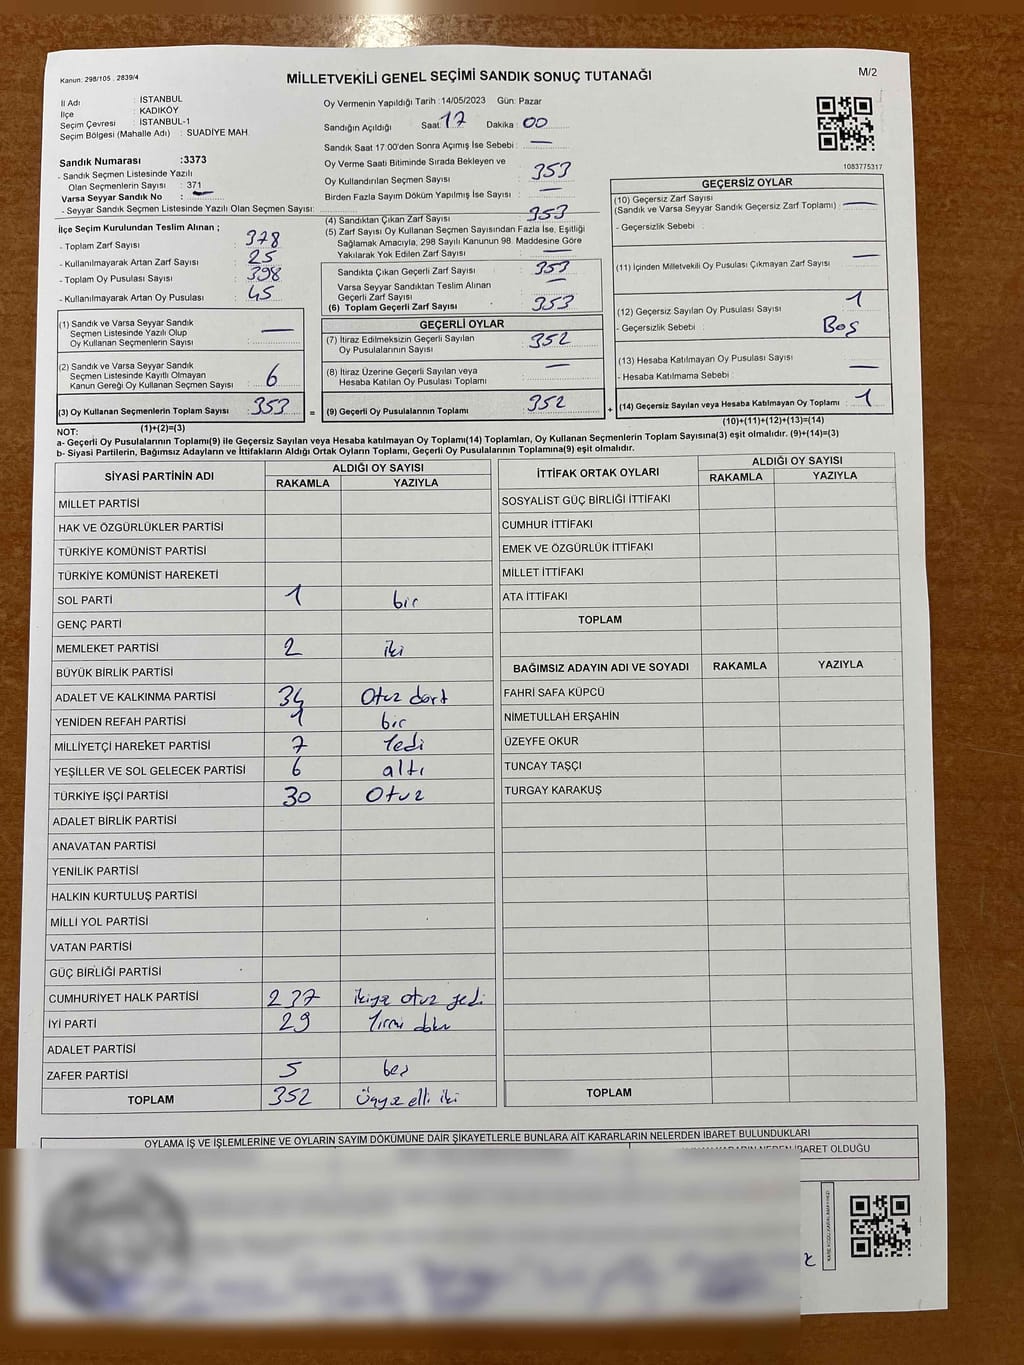 Kanun: 298/105 , 2839/4
MİLLETVEKİLİ GENEL SEÇİMİ SANDIK SONUÇ TUTANAĞI
M/2
İl Adı : İSTANBUL
İlçe : KADIKÖY
Seçim Çevresi : İSTANBUL-1
Seçim Bölgesi (Mahalle Adı) : SUADİYE MAH.
Sandık Numarası :3373
- Sandık Seçmen Listesinde Yazılı
Olan Seçmenlerin Sayısı : 371
Varsa Seyyar Sandık No : —
- Seyyar Sandık Seçmen Listesinde Yazılı Olan Seçmen Sayısı:
İlçe Seçim Kurulundan Teslim Alınan ;
- Toplam Zarf Sayısı : 378
- Kullanılmayarak Artan Zarf Sayısı : 25
- Toplam Oy Pusulası Sayısı : 398
- Kullanılmayarak Artan Oy Pusulası : 45
(1) Sandık ve Varsa Seyyar Sandık
Seçmen Listesinde Yazılı Olup
Oy Kullanan Seçmenlerin Sayısı : —
(2) Sandık ve Varsa Seyyar Sandık
Seçmen Listesinde Kayıtlı Olmayan
Kanun Gereği Oy Kullanan Seçmen Sayısı : 6
(3) Oy Kullanan Seçmenlerin Toplam Sayısı : 353
(1)+(2)=(3)
Oy Vermenin Yapıldığı Tarih :14/05/2023 Gün: Pazar
Sandığın Açıldığı Saat: 17 Dakika : 00
Sandık Saat 17:00'den Sonra Açımış İse Sebebi : —
Oy Verme Saati Bitiminde Sırada Bekleyen ve
Oy Kullandırılan Seçmen Sayısı : 353
Birden Fazla Sayım Döküm Yapılmış İse Sayısı : —
(4) Sandıktan Çıkan Zarf Sayısı : 353
(5) Zarf Sayısı Oy Kullanan Seçmen Sayısından Fazla İse, Eşitliği
Sağlamak Amacıyla, 298 Sayılı Kanunun 98. Maddesine Göre
Yakılarak Yok Edilen Zarf Sayısı : —
Sandıkta Çıkan Geçerli Zarf Sayısı : 353
Varsa Seyyar Sandıktan Teslim Alınan
Geçerli Zarf Sayısı : —
(6) Toplam Geçerli Zarf Sayısı : 353
GEÇERLİ OYLAR
(7) İtiraz Edilmeksizin Geçerli Sayılan
Oy Pusulalarının Sayısı : 352
(8) İtiraz Üzerine Geçerli Sayılan veya
Hesaba Katılan Oy Pusulası Toplamı : —
= (9) Geçerli Oy Pusulalarının Toplamı : 352
1083775317
GEÇERSİZ OYLAR
(10) Geçersiz Zarf Sayısı : —
(Sandık ve Varsa Seyyar Sandık Geçersiz Zarf Toplamı)
- Geçersizlik Sebebi :
(11) İçinden Milletvekili Oy Pusulası Çıkmayan Zarf Sayısı : —
(12) Geçersiz Sayılan Oy Pusulası Sayısı : 1
- Geçersizlik Sebebi : Boş
(13) Hesaba Katılmayan Oy Pusulası Sayısı : —
- Hesaba Katılmama Sebebi :
+ (14) Geçersiz Sayılan veya Hesaba Katılmayan Oy Toplamı : 1
(10)+(11)+(12)+(13)=(14)
NOT:
a- Geçerli Oy Pusulalarının Toplamı(9) ile Geçersiz Sayılan veya Hesaba katılmayan Oy Toplamı(14) Toplamları, Oy Kullanan Seçmenlerin Toplam Sayısına(3) eşit olmalıdır. (9)+(14)=(3)
b- Siyasi Partilerin, Bağımsız Adayların ve İttifakların Aldığı Ortak Oyların Toplamı, Geçerli Oy Pusulalarının Toplamına(9) eşit olmalıdır.
SİYASİ PARTİNİN ADI ALDIĞI OY SAYISI
RAKAMLA YAZIYLA
MİLLET PARTİSİ
HAK VE ÖZGÜRLÜKLER PARTİSİ
TÜRKİYE KOMÜNİST PARTİSİ
TÜRKİYE KOMÜNİST HAREKETİ
SOL PARTİ 1 bir
GENÇ PARTİ
MEMLEKET PARTİSİ 2 iki
BÜYÜK BİRLİK PARTİSİ
ADALET VE KALKINMA PARTİSİ 34 Otuz dört
YENİDEN REFAH PARTİSİ 1 bir
MİLLİYETÇİ HAREKET PARTİSİ 7 Yedi
YEŞİLLER VE SOL GELECEK PARTİSİ 6 altı
TÜRKİYE İŞÇİ PARTİSİ 30 Otuz
ADALET BİRLİK PARTİSİ
ANAVATAN PARTİSİ
YENİLİK PARTİSİ
HALKIN KURTULUŞ PARTİSİ
MİLLİ YOL PARTİSİ
VATAN PARTİSİ
GÜÇ BİRLİĞİ PARTİSİ
CUMHURİYET HALK PARTİSİ 237 ikiyüz otuz yedi
İYİ PARTİ 29 Yirmi dokuz
ADALET PARTİSİ
ZAFER PARTİSİ 5 beş
TOPLAM 352 Üçyüz elli iki
İTTİFAK ORTAK OYLARI ALDIĞI OY SAYISI
RAKAMLA YAZIYLA
SOSYALİST GÜÇ BİRLİĞİ İTTİFAKI
CUMHUR İTTİFAKI
EMEK VE ÖZGÜRLÜK İTTİFAKI
MİLLET İTTİFAKI
ATA İTTİFAKI
TOPLAM
BAĞIMSIZ ADAYIN ADI VE SOYADI RAKAMLA YAZIYLA
FAHRİ SAFA KÜPCÜ
NİMETULLAH ERŞAHİN
ÜZEYFE OKUR
TUNCAY TAŞÇI
TURGAY KARAKUŞ
TOPLAM
OYLAMA İŞ VE İŞLEMLERİNE VE OYLARIN SAYIM DÖKÜMÜNE DAİR ŞİKAYETLERLE BUNLARA AİT KARARLARIN NELERDEN İBARET BULUNDUKLARI
İBARET OLDUĞU